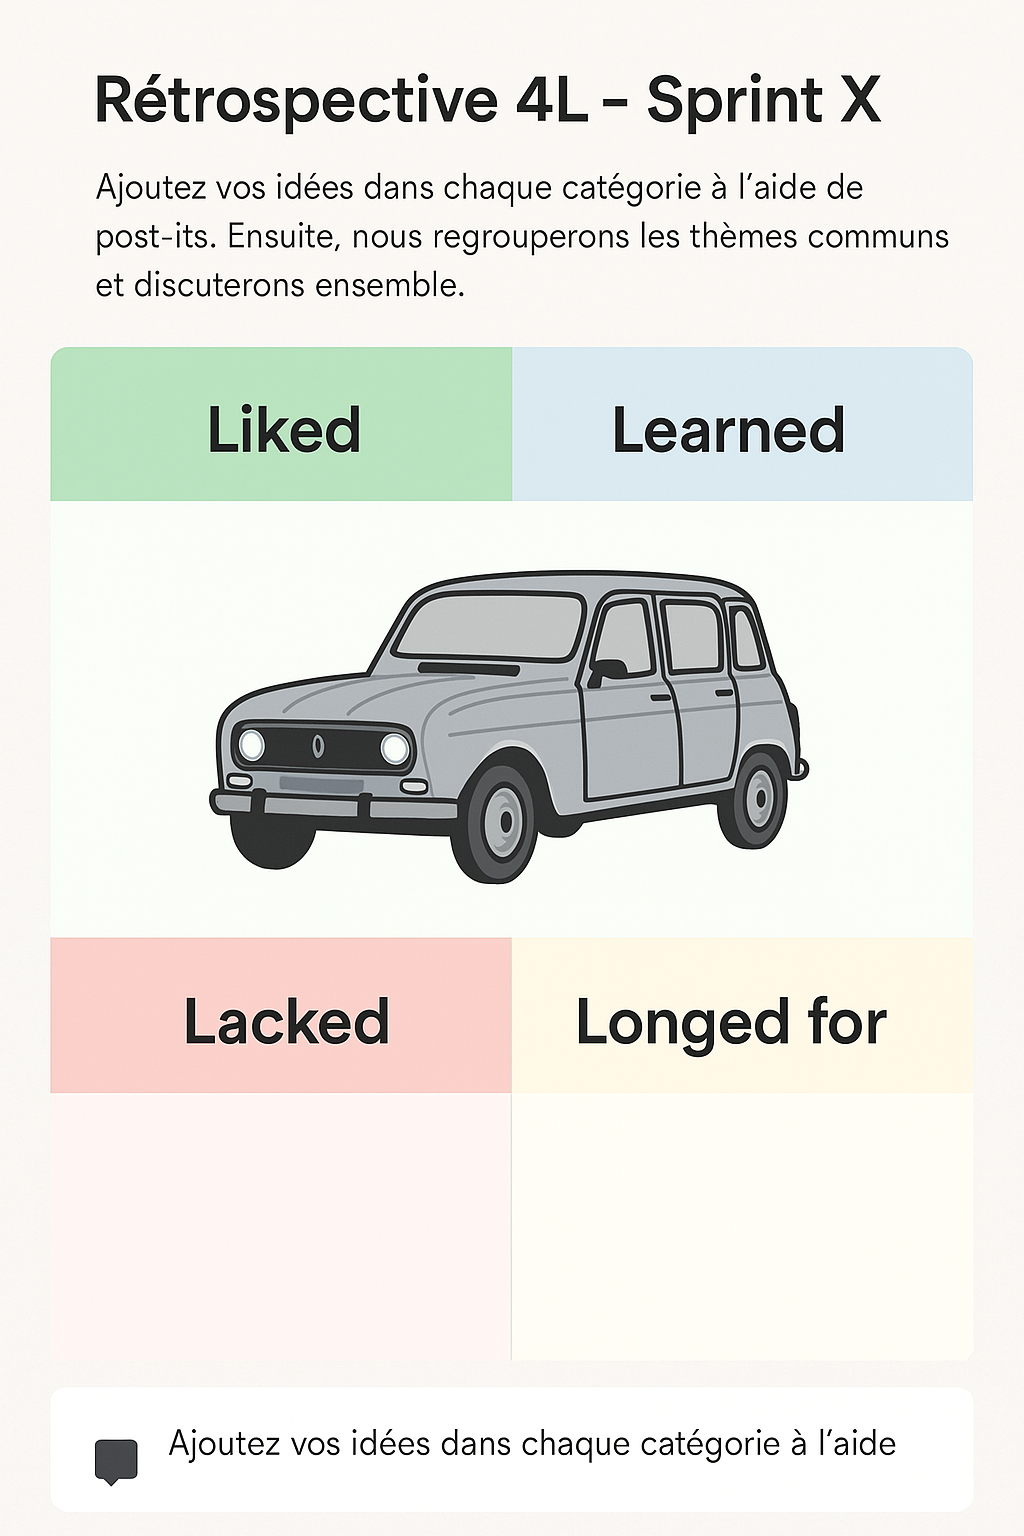 Rétrospective 4L – Sprint X
Ajoutez vos idées dans chaque catégorie à l’aide de
post-its. Ensuite, nous regrouperons les thèmes communs
et discuterons ensemble.
Liked
Learned
Lacked
Longed for
Ajoutez vos idées dans chaque catégorie à l’aide